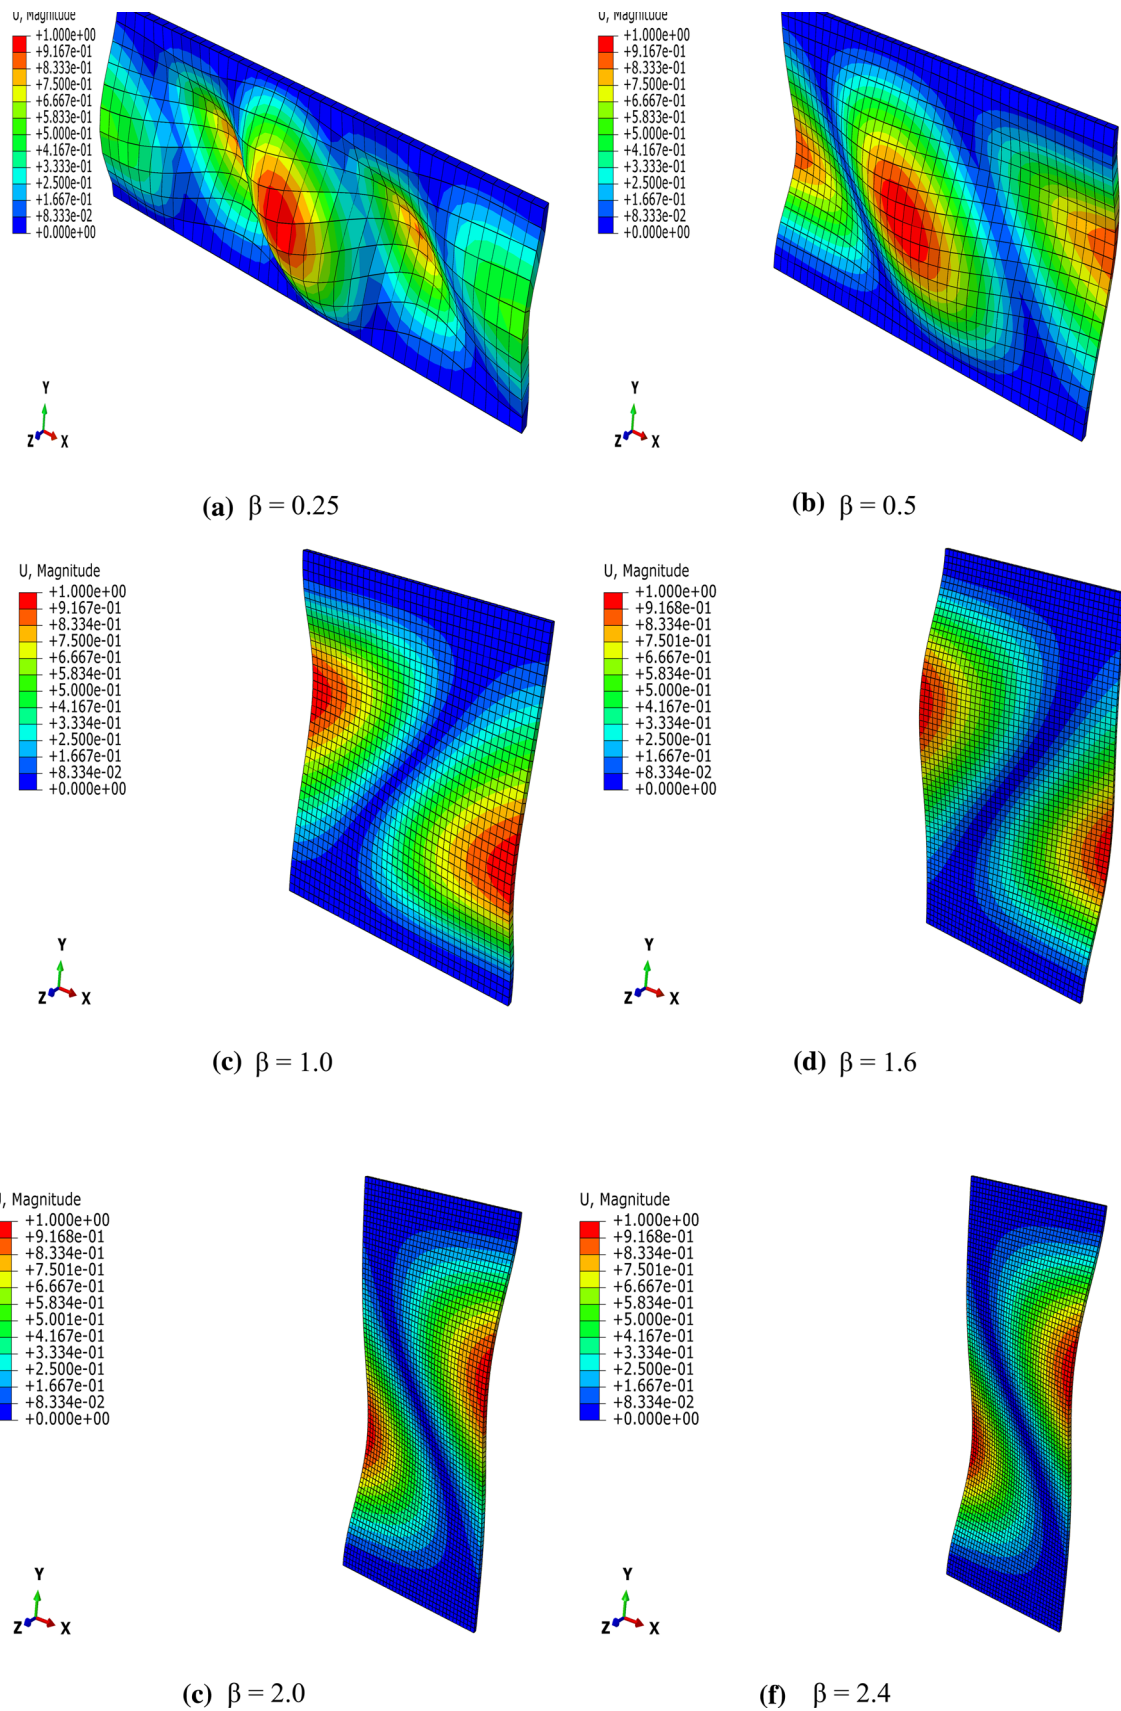 U, Magnitude
+1.000e+00
+9.167e-01
+8.333e-01
+7.500e-01
+6.667e-01
+5.833e-01
+5.000e-01
+4.167e-01
+3.333e-01
+2.500e-01
+1.667e-01
+8.333e-02
+0.000e+00
Y
Z X
(a) β = 0.25
U, Magnitude
+1.000e+00
+9.167e-01
+8.333e-01
+7.500e-01
+6.667e-01
+5.833e-01
+5.000e-01
+4.167e-01
+3.333e-01
+2.500e-01
+1.667e-01
+8.333e-02
+0.000e+00
Y
Z X
(b) β = 0.5
U, Magnitude
+1.000e+00
+9.167e-01
+8.334e-01
+7.500e-01
+6.667e-01
+5.834e-01
+5.000e-01
+4.167e-01
+3.334e-01
+2.500e-01
+1.667e-01
+8.334e-02
+0.000e+00
Y
Z X
(c) β = 1.0
U, Magnitude
+1.000e+00
+9.168e-01
+8.334e-01
+7.501e-01
+6.667e-01
+5.834e-01
+5.000e-01
+4.167e-01
+3.334e-01
+2.500e-01
+1.667e-01
+8.334e-02
+0.000e+00
Y
Z X
(d) β = 1.6
U, Magnitude
+1.000e+00
+9.168e-01
+8.334e-01
+7.501e-01
+6.667e-01
+5.834e-01
+5.001e-01
+4.167e-01
+3.334e-01
+2.500e-01
+1.667e-01
+8.334e-02
+0.000e+00
Y
Z X
(c) β = 2.0
U, Magnitude
+1.000e+00
+9.168e-01
+8.334e-01
+7.501e-01
+6.667e-01
+5.834e-01
+5.000e-01
+4.167e-01
+3.334e-01
+2.500e-01
+1.667e-01
+8.334e-02
+0.000e+00
Y
Z X
(f) β = 2.4